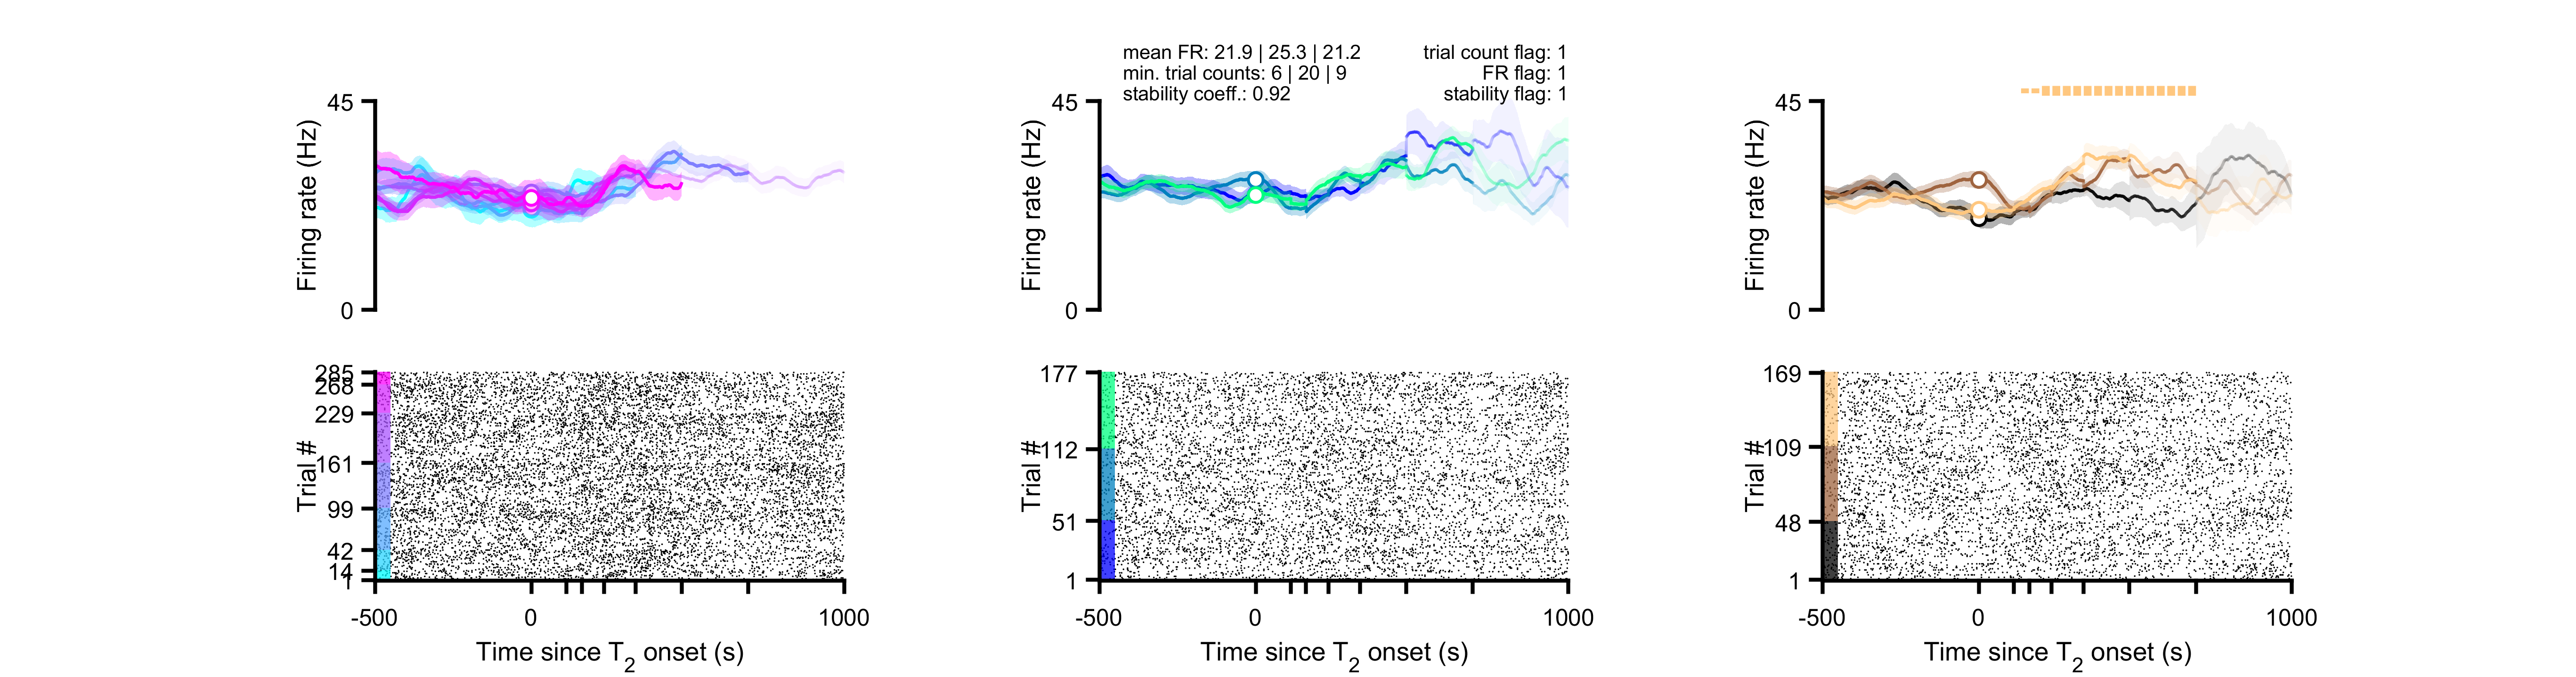 mean FR: 21.9 | 25.3 | 21.2
min. trial counts: 6 | 20 | 9
stability coeff.: 0.92
trial count flag: 1
FR flag: 1
stability flag: 1
Firing rate (Hz)
45
0
Firing rate (Hz)
45
0
Firing rate (Hz)
45
0
Trial #
285
268
229
161
99
42
14
1
-500
0
1000
Time since T2 onset (s)
Trial #
177
112
51
1
-500
0
1000
Time since T2 onset (s)
Trial #
169
109
48
1
-500
0
1000
Time since T2 onset (s)